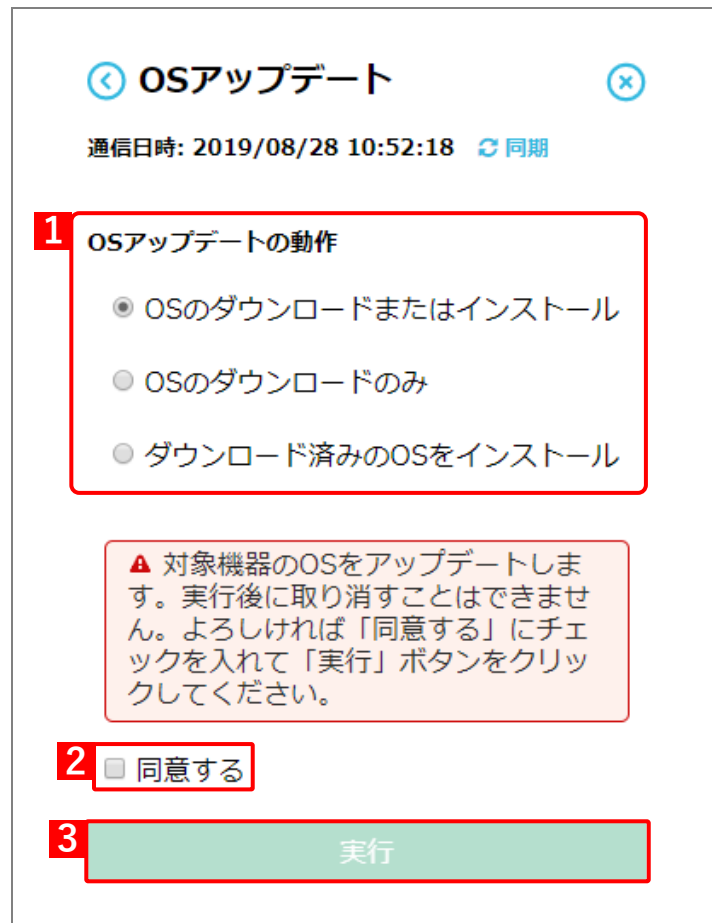 OSアップデート
通信日時: 2019/08/28 10:52:18 同期
1
OSアップデートの動作
OSのダウンロードまたはインストール
OSのダウンロードのみ
ダウンロード済みのOSをインストール
対象機器のOSをアップデートしま
す。実行後に取り消すことはできませ
ん。よろしければ「同意する」にチェ
ックを入れて「実行」ボタンをクリッ
クしてください。
2 同意する
3 実行